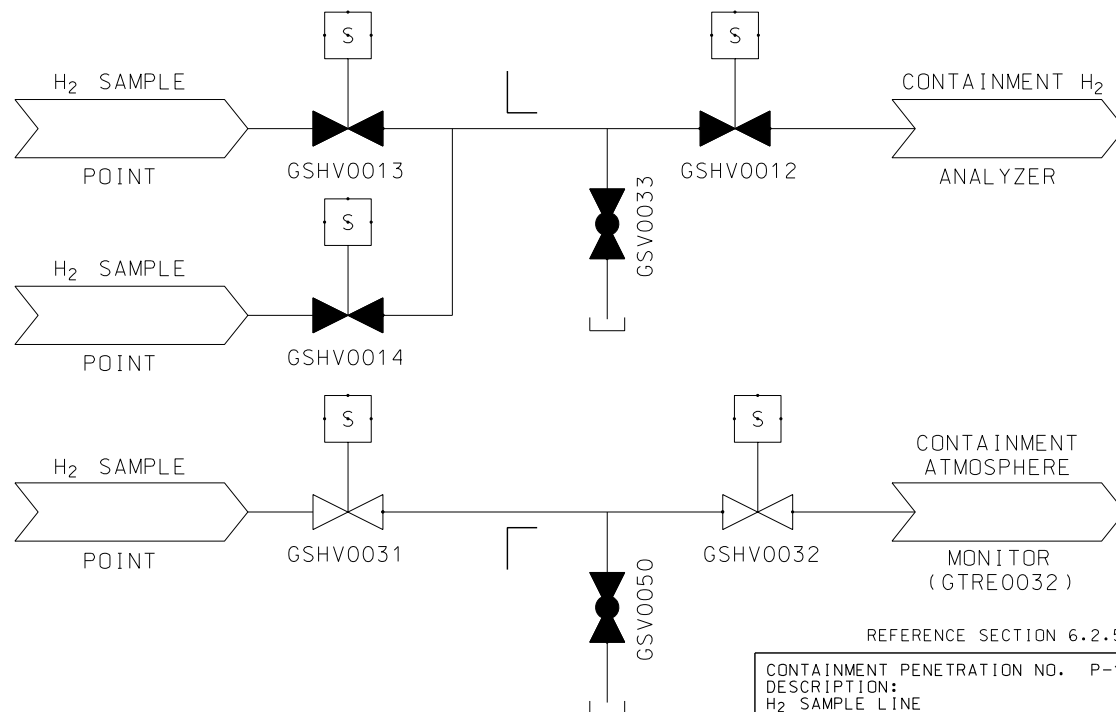 S
S
H₂ SAMPLE
CONTAINMENT H₂
POINT
GSHV0013
GSHV0012
ANALYZER
GSV0033
S
H₂ SAMPLE
POINT
GSHV0014
S
S
H₂ SAMPLE
CONTAINMENT
ATMOSPHERE
POINT
GSHV0031
GSHV0032
MONITOR
(GTRE0032)
GSV0050
REFERENCE SECTION 6.2.5
CONTAINMENT PENETRATION NO.
DESCRIPTION:
H₂ SAMPLE LINE